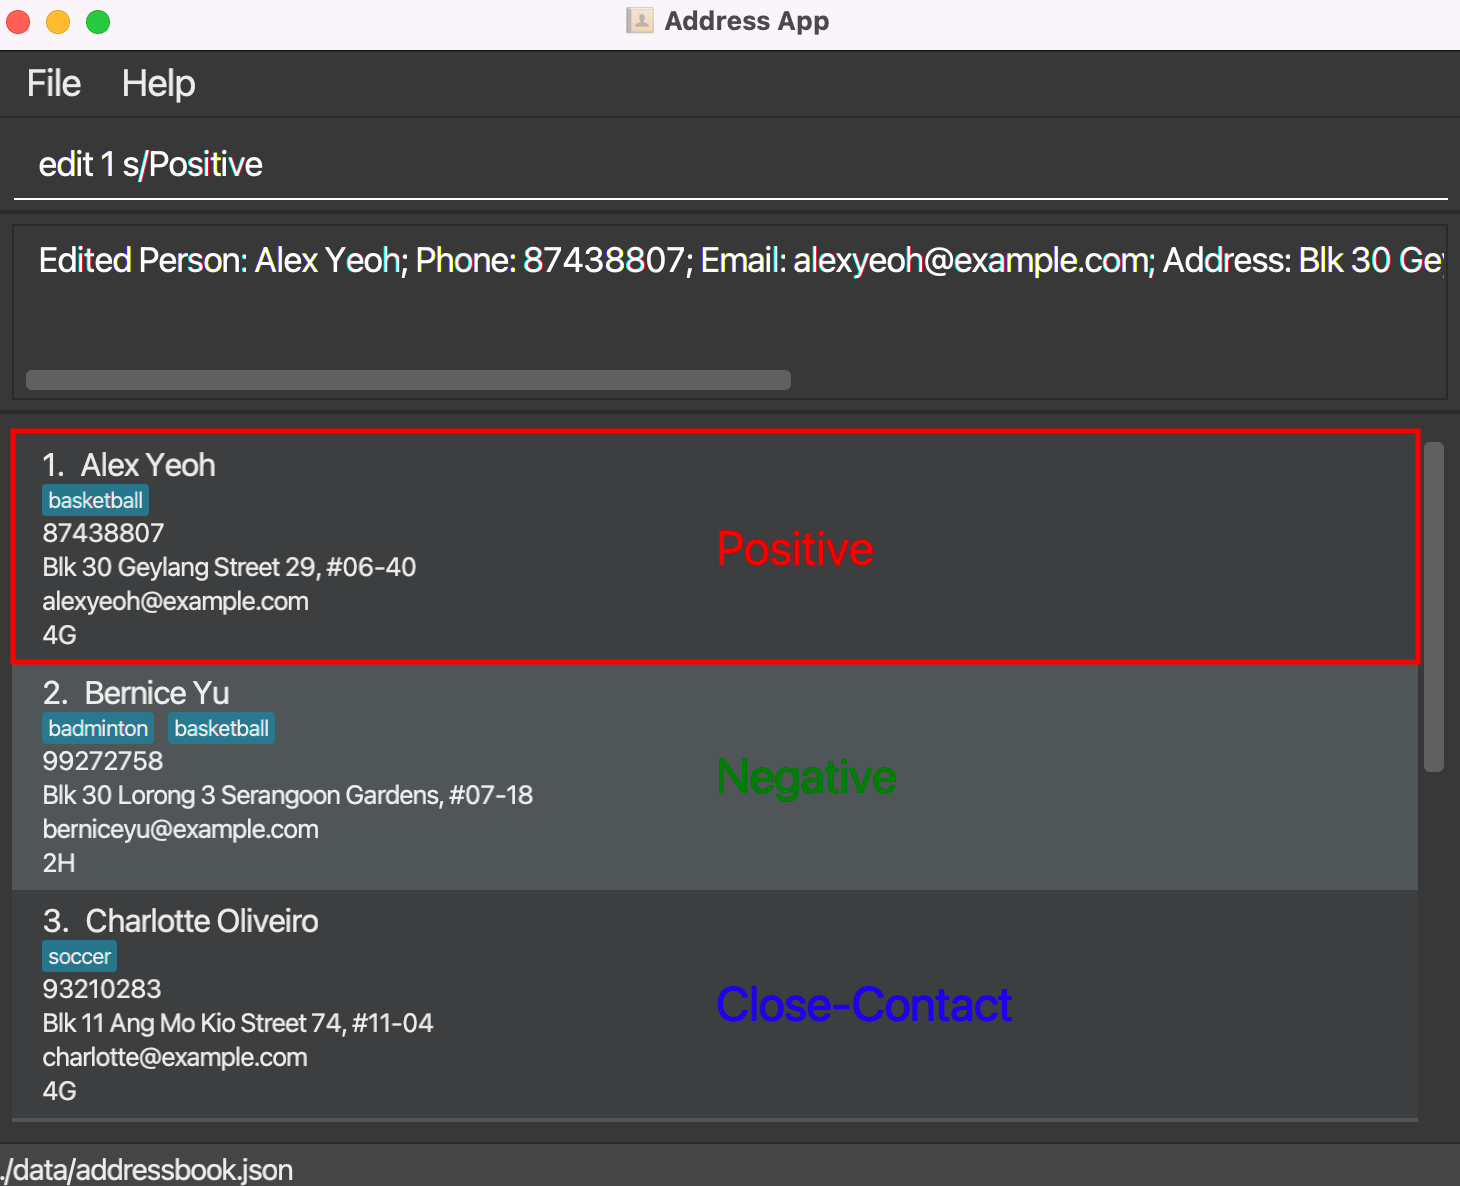 Address App
File Help
edit 1 s/Positive
Edited Person: Alex Yeoh; Phone: 87438807; Email: alexyeoh@example.com; Address: Blk 30 Gey
1. Alex Yeoh
basketball
87438807
Blk 30 Geylang Street 29, #06-40
Positive
alexyeoh@example.com
4G
2. Bernice Yu
badminton basketball
99272758
Negative
Blk 30 Lorong 3 Serangoon Gardens, #07-18
berniceyu@example.com
2H
3. Charlotte Oliveiro
soccer
93210283
Close-Contact
Blk 11 Ang Mo Kio Street 74, #11-04
charlotte@example.com
4G
./data/addressbook.json